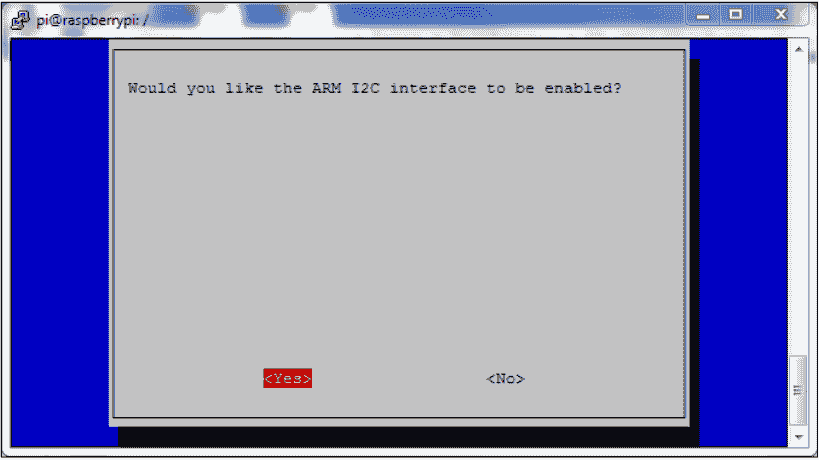 pi@raspberrypi: /
Would you like the ARM I2C interface to be enabled?
<Yes> <No>